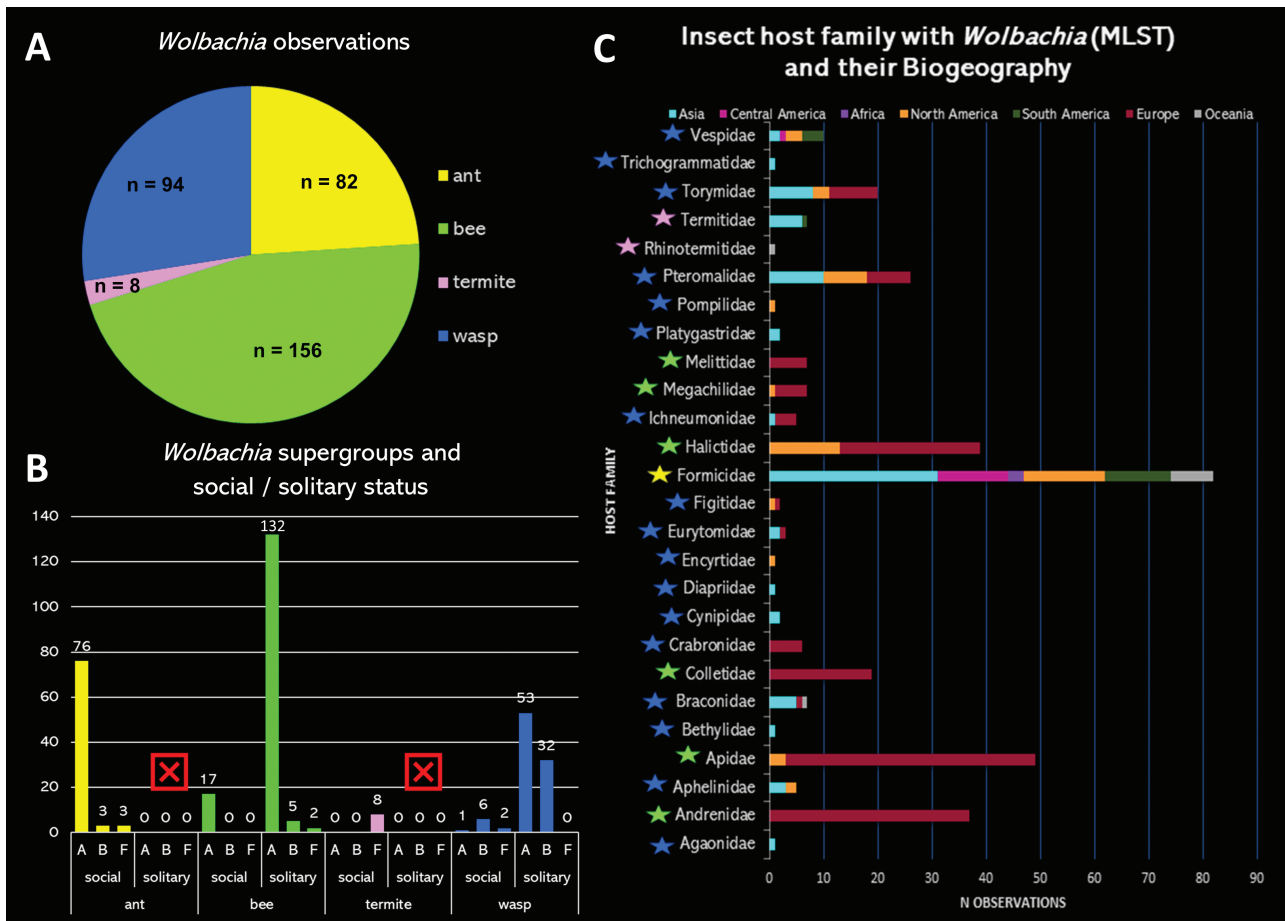 A
Wolbachia observations
n = 94
n = 82
n = 8
n = 156
ant
bee
termite
wasp
B
Wolbachia supergroups and
social / solitary status
140
120
100
80
60
40
20
0
76
3
3
0
0
0
17
0
0
132
5
2
0
0
8
0
0
0
1
6
2
53
32
0
A B F A B F A B F A B F A B F A B F A B F A B F
social solitary social solitary social solitary social solitary
ant bee termite wasp
C
Insect host family with Wolbachia (MLST)
and their Biogeography
Asia Central America Africa North America South America Europe Oceania
HOST FAMILY
Vespidae
Trichogrammatidae
Torymidae
Termitidae
Rhinotermitidae
Pteromalidae
Pompilidae
Platygastridae
Melittidae
Megachilidae
Ichneumonidae
Halictidae
Formicidae
Figitidae
Eurytomidae
Encyrtidae
Diapriidae
Cynipidae
Crabronidae
Colletidae
Braconidae
Bethylidae
Apidae
Aphelinidae
Andrenidae
Agaonidae
0 10 20 30 40 50 60 70 80 90
N OBSERVATIONS